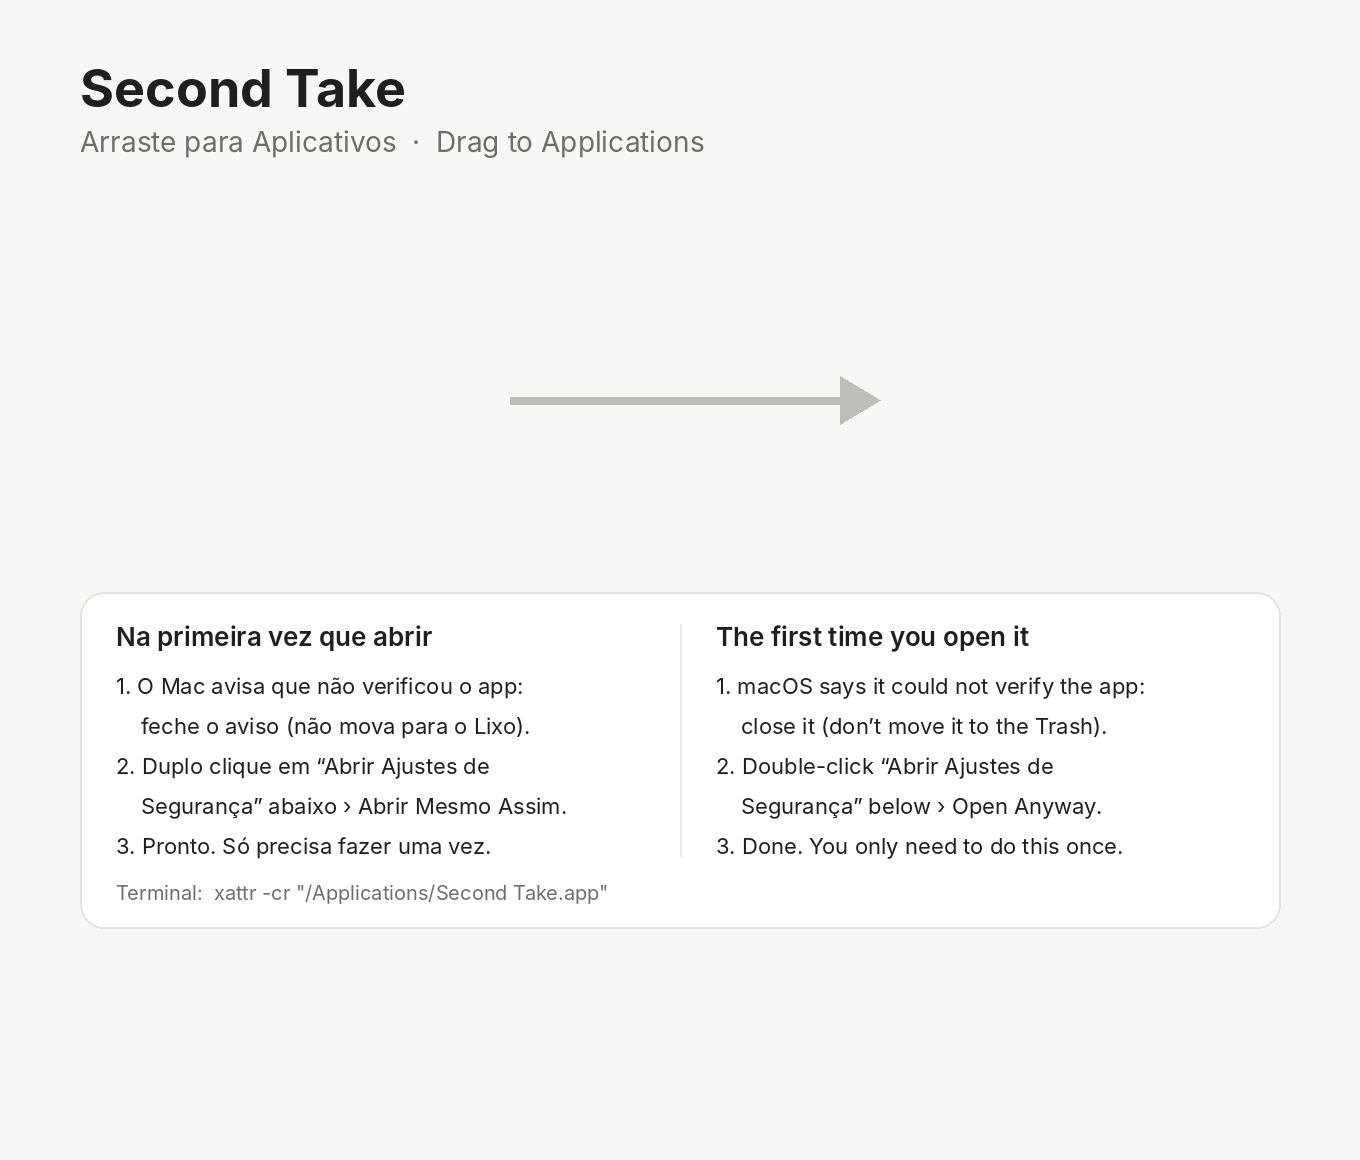 Second Take
Arraste para Aplicativos · Drag to Applications
Na primeira vez que abrir
1. O Mac avisa que não verificou o app:
feche o aviso (não mova para o Lixo).
2. Duplo clique em “Abrir Ajustes de
Segurança” abaixo › Abrir Mesmo Assim.
3. Pronto. Só precisa fazer uma vez.
Terminal: xattr -cr "/Applications/Second Take.app"
The first time you open it
1. macOS says it could not verify the app:
close it (don’t move it to the Trash).
2. Double-click “Abrir Ajustes de
Segurança” below › Open Anyway.
3. Done. You only need to do this once.